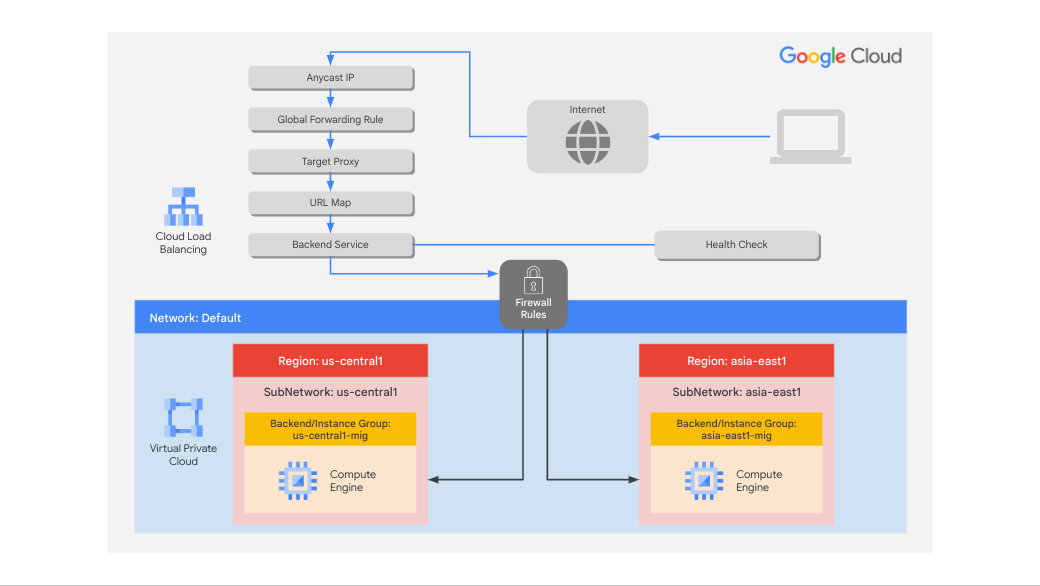 Google Cloud
Anycast IP
Internet
Global Forwarding Rule
Target Proxy
URL Map
Cloud Load
Balancing
Backend Service
Health Check
Firewall
Rules
Network: Default
Region: us-central1
SubNetwork: us-central1
Backend/Instance Group:
us-central1-mig
Compute
Engine
Region: asia-east1
SubNetwork: asia-east1
Backend/Instance Group:
asia-east1-mig
Compute
Engine
Virtual Private
Cloud